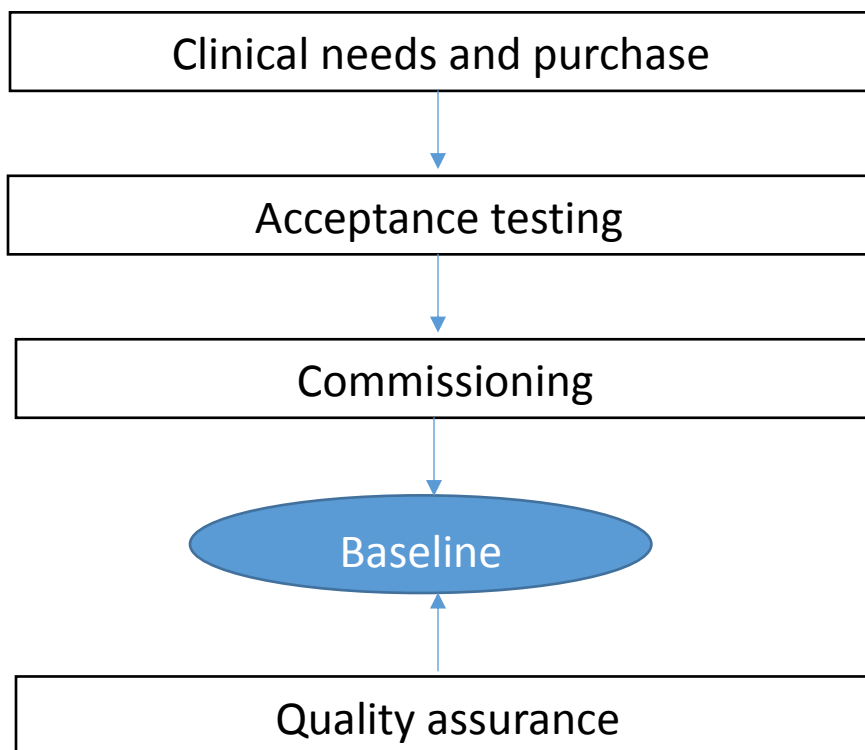 Clinical needs and purchase
Acceptance testing
Commissioning
Baseline
Quality assurance